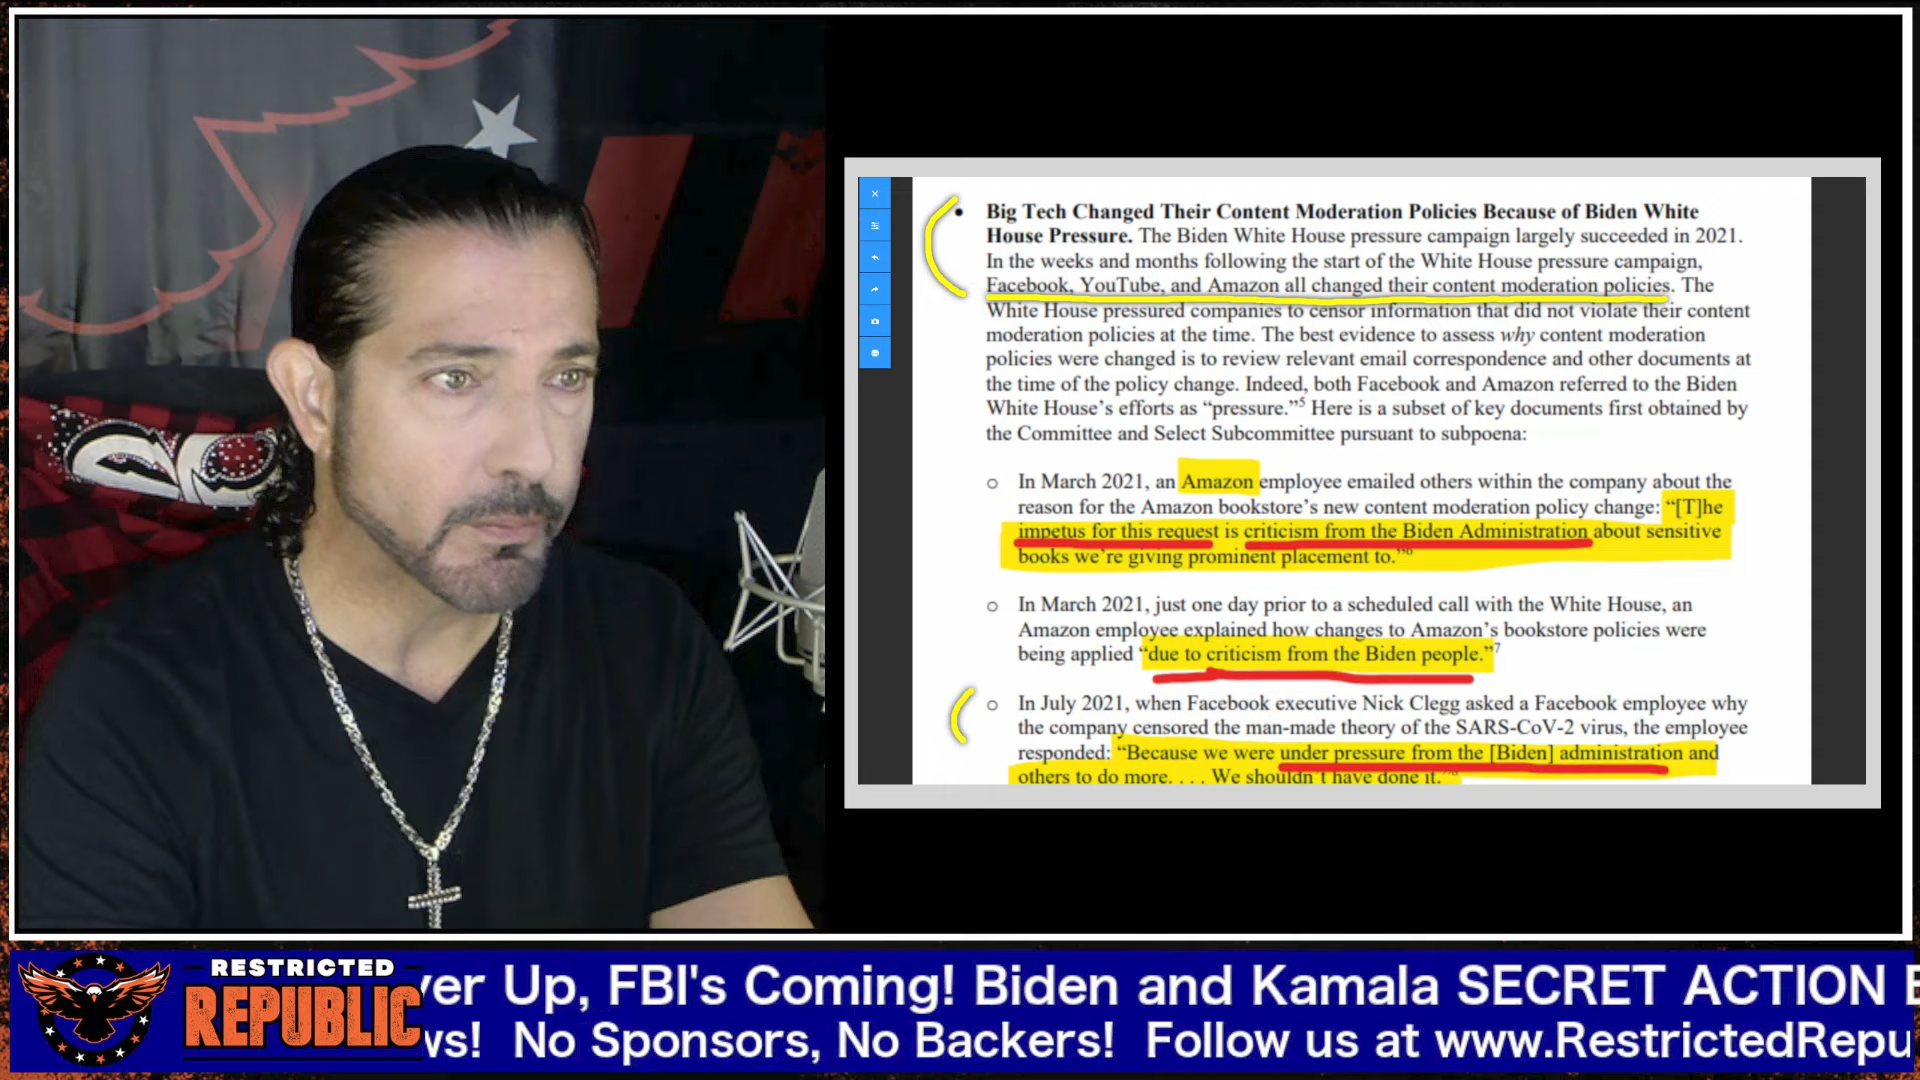 • Big Tech Changed Their Content Moderation Policies Because of Biden White
House Pressure. The Biden White House pressure campaign largely succeeded in 2021.
In the weeks and months following the start of the White House pressure campaign,
Facebook, YouTube, and Amazon all changed their content moderation policies. The
White House pressured companies to censor information that did not violate their content
moderation policies at the time. The best evidence to assess why content moderation
policies were changed is to review relevant email correspondence and other documents at
the time of the policy change. Indeed, both Facebook and Amazon referred to the Biden
White House’s efforts as “pressure.”5 Here is a subset of key documents first obtained by
the Committee and Select Subcommittee pursuant to subpoena:
o In March 2021, an Amazon employee emailed others within the company about the
reason for the Amazon bookstore’s new content moderation policy change: “[T]he
impetus for this request is criticism from the Biden Administration about sensitive
books we’re giving prominent placement to.”6
o In March 2021, just one day prior to a scheduled call with the White House, an
Amazon employee explained how changes to Amazon’s bookstore policies were
being applied “due to criticism from the Biden people.”7
o In July 2021, when Facebook executive Nick Clegg asked a Facebook employee why
the company censored the man-made theory of the SARS-CoV-2 virus, the employee
responded: “Because we were under pressure from the [Biden] administration and
others to do more. . . . We shouldn’t have done it.”
RESTRICTED
REPUBLIC
ver Up, FBI's Coming! Biden and Kamala SECRET ACTION
ws! No Sponsors, No Backers! Follow us at www.RestrictedRepu